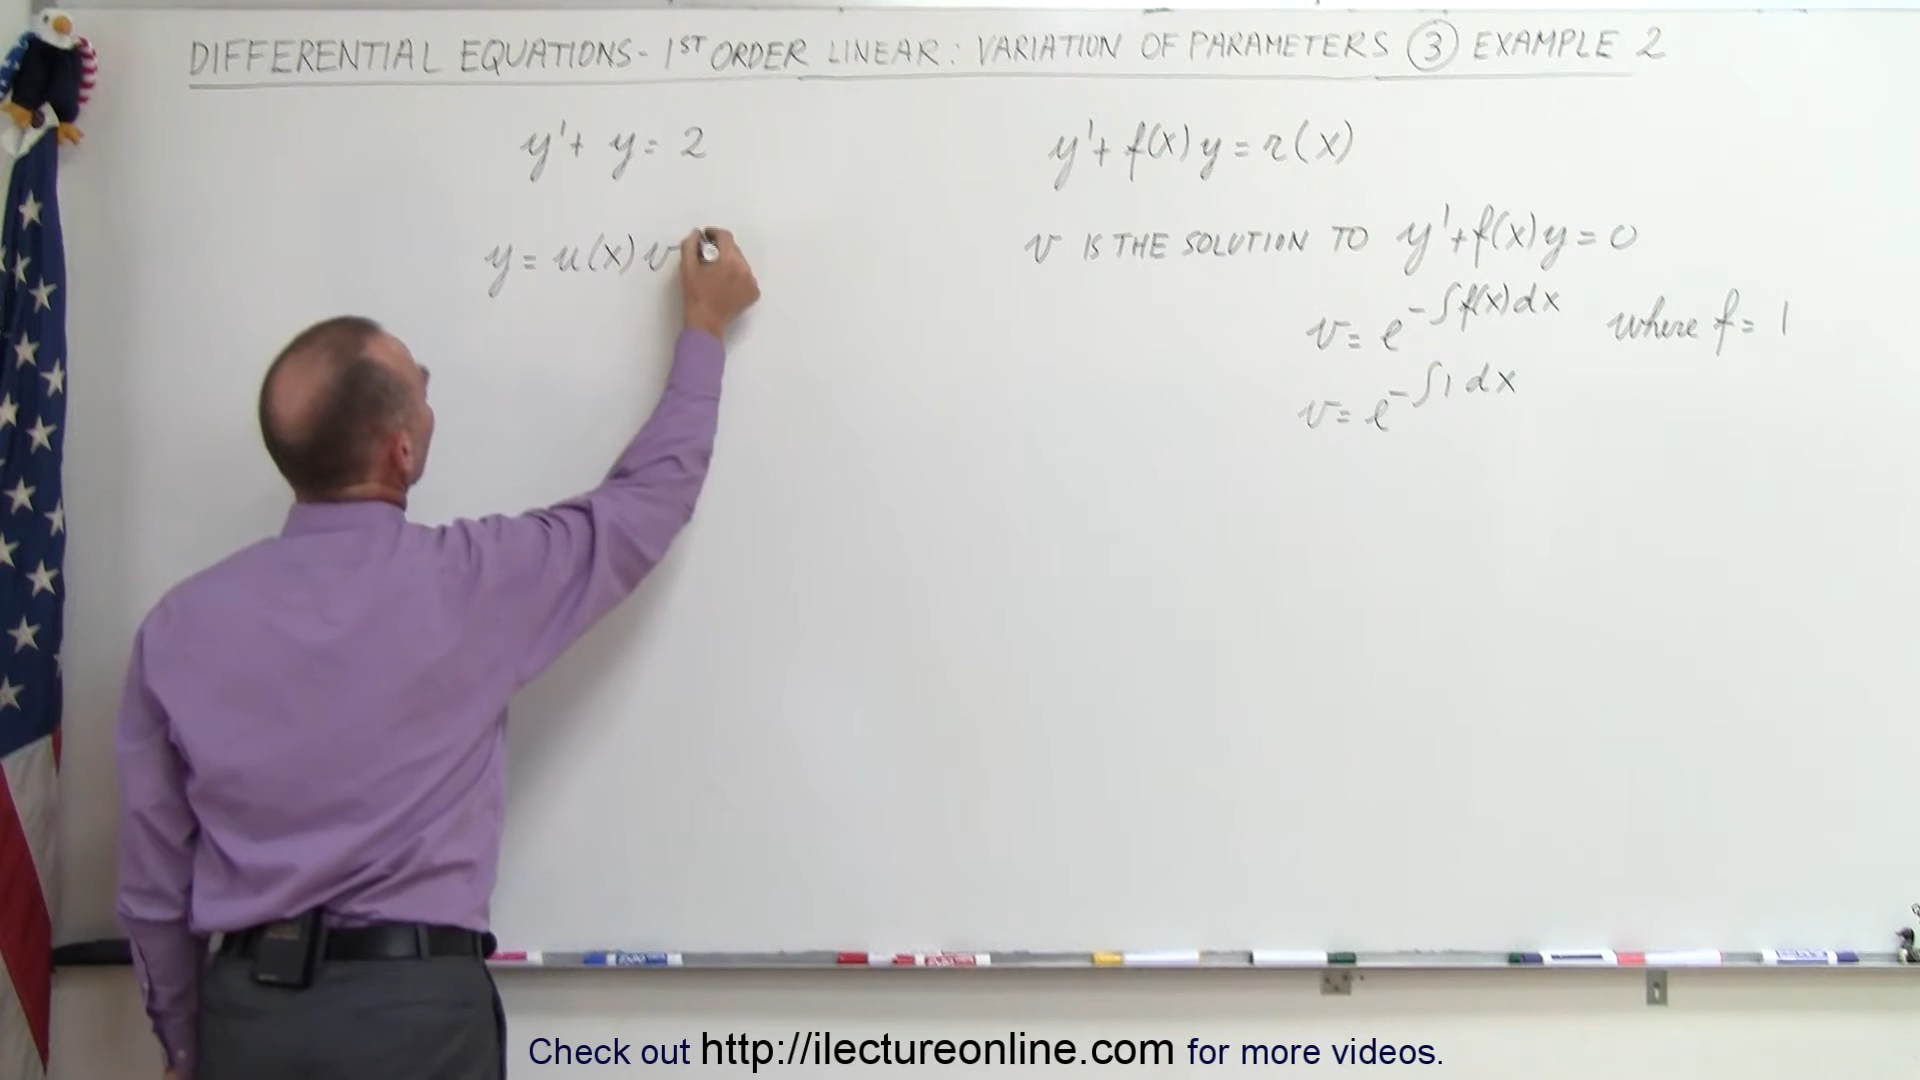 DIFFERENTIAL EQUATIONS - 1ST ORDER LINEAR: VARIATION OF PARAMETERS ③ EXAMPLE 2
y' + y = 2
y = u(x) v
y' + f(x) y = r(x)
v IS THE SOLUTION TO y' + f(x) y = 0
v = e^{-∫f(x)dx} where f = 1
v = e^{-∫1 dx}
Check out http://ilectureonline.com for more videos.